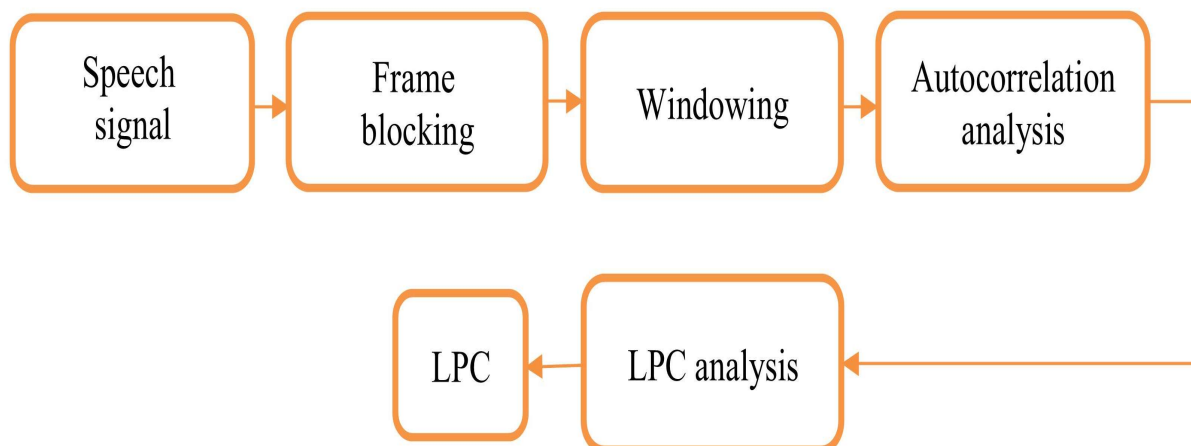 Speech
signal
Frame
blocking
Windowing
Autocorrelation
analysis
LPC analysis
LPC